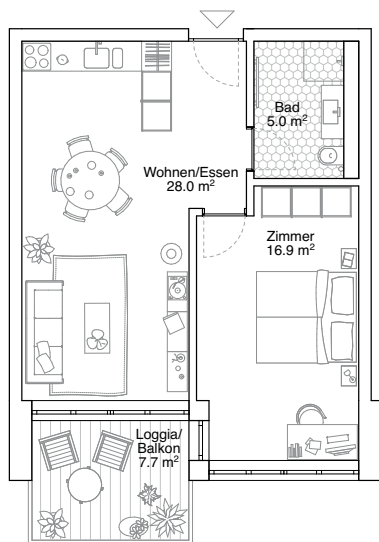 Bad
5.0 m²
Wohnen/Essen
28.0 m²
Zimmer
16.9 m²
Loggia/
Balkon
7.7 m²